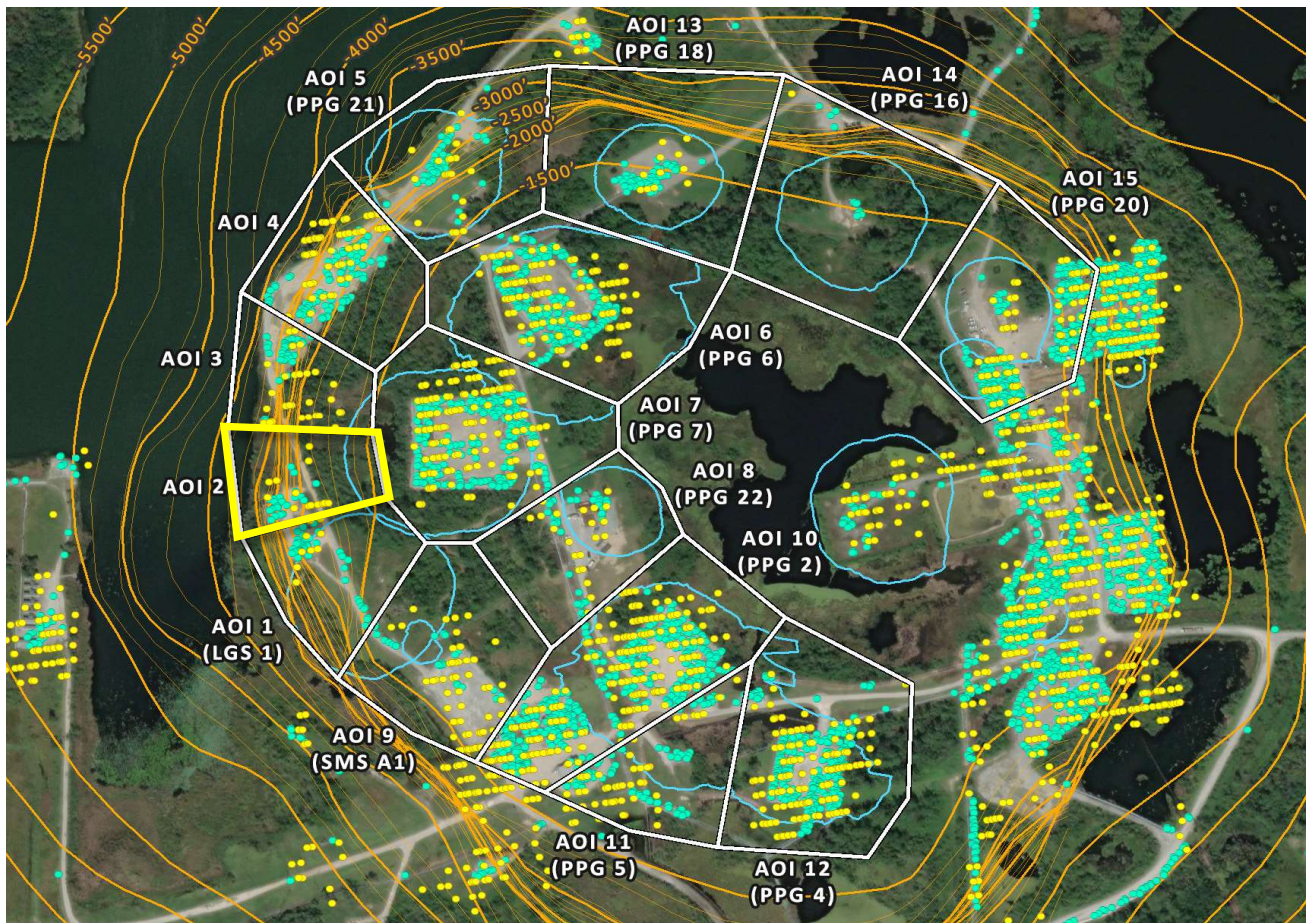 -5500'
-5000'
-4500'
-4000'
-3500'
-3000'
-2500'
-2000'
-1500'
AOI 13
(PPG 18)
AOI 5
(PPG 21)
AOI 14
(PPG 16)
AOI 15
(PPG 20)
AOI 4
AOI 3
AOI 6
(PPG 6)
AOI 7
(PPG 7)
AOI 2
AOI 8
(PPG 22)
AOI 10
(PPG 2)
AOI 1
(LGS 1)
AOI 9
(SMS A1)
AOI 11
(PPG 5)
AOI 12
(PPG 4)